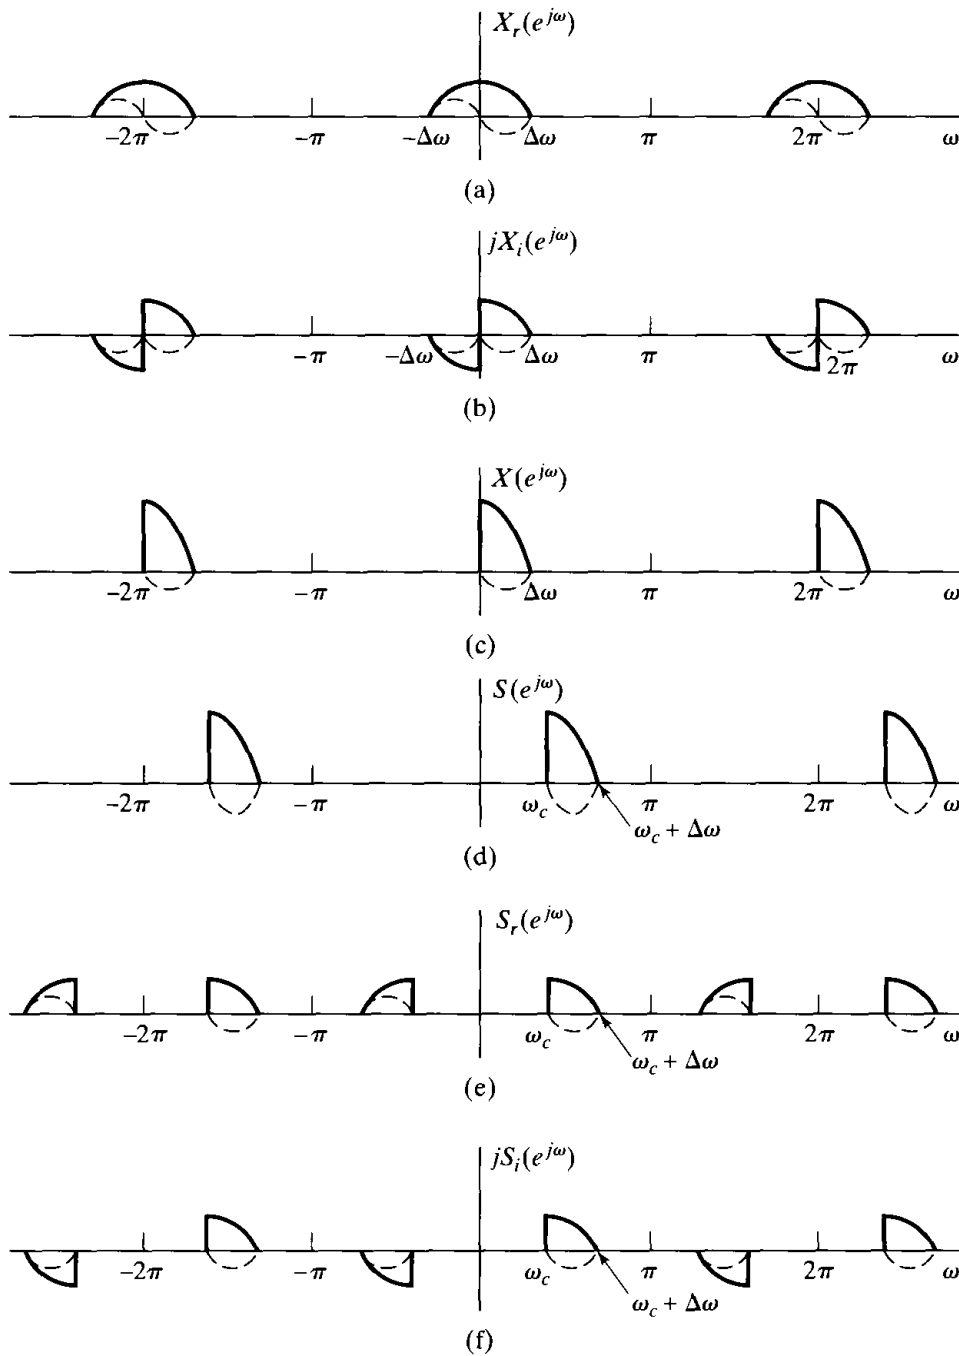 X_r(e^{jω})
−2π −π −Δω Δω π 2π ω
(a)
jX_i(e^{jω})
−π −Δω Δω π 2π ω
(b)
X(e^{jω})
−2π −π Δω π 2π ω
(c)
S(e^{jω})
−2π −π ω_c π 2π ω
ω_c + Δω
(d)
S_r(e^{jω})
−2π −π ω_c π 2π ω
ω_c + Δω
(e)
jS_i(e^{jω})
−2π −π ω_c π 2π ω
ω_c + Δω
(f)